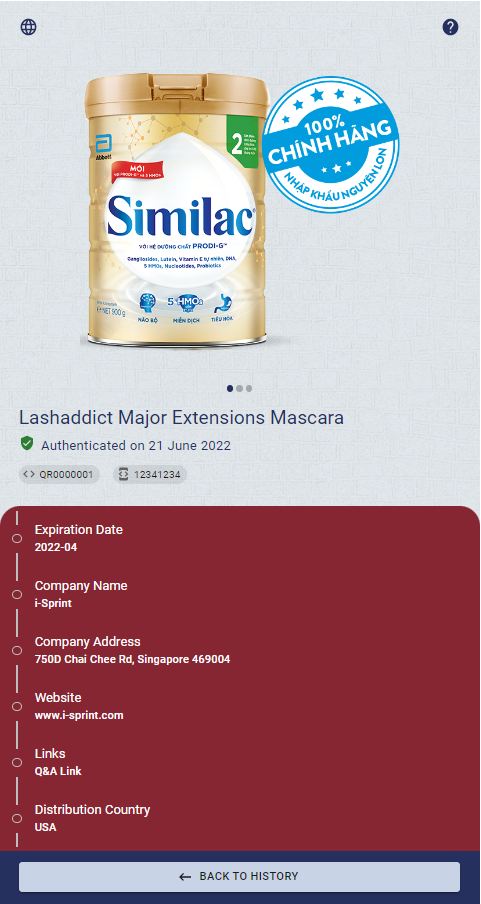 100%
CHÍNH HÃNG
NHẬP KHẨU NGUYÊN LON
2
Abbott
MỚI
Similac
VỚI HỆ DƯỠNG CHẤT PRODI-G™
Gangliosides, Lutein, Vitamin E tự nhiên, DHA,
5 HMOs, Nucleotides, Probiotics
5 HMOs
NÃO BỘ
MIỄN DỊCH
TIÊU HÓA
NET 900 g
Lashaddict Major Extensions Mascara
Authenticated on 21 June 2022
QR0000001
12341234
Expiration Date
2022-04
Company Name
i-Sprint
Company Address
750D Chai Chee Rd, Singapore 469004
Website
www.i-sprint.com
Links
Q&A Link
Distribution Country
USA
BACK TO HISTORY